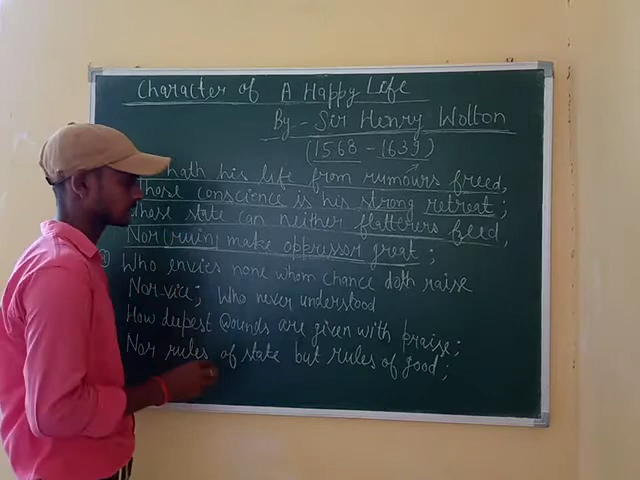 Character of A Happy Life
By :- Sir Henry Wolton
(1568 - 1639)
hath his life from rumours freed,
Those conscience is his strong retreat;
those state can neither flatterers feed,
Nor (ruin) make oppressor great;
Who envies none whom chance doth raise
Nor vice; Who never understood
How deepest wounds are given with praise;
Nor rules of state but rules of good;